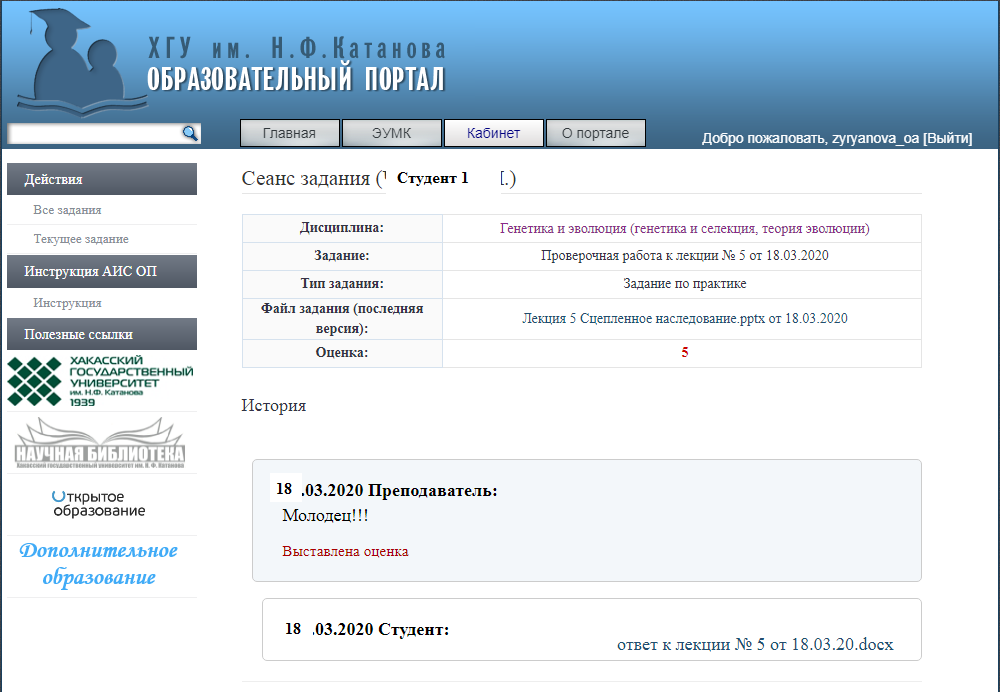 ХГУ им. Н.Ф.Катанова
ОБРАЗОВАТЕЛЬНЫЙ ПОРТАЛ
Главная ЭУМК Кабинет О портале
Добро пожаловать, zyryanova_oa [Выйти]
Действия
Все задания
Текущее задание
Инструкция АИС ОП
Инструкция
Полезные ссылки
ХАКАССКИЙ
ГОСУДАРСТВЕННЫЙ
УНИВЕРСИТЕТ
им. Н.Ф. Катанова
1939
НАУЧНАЯ БИБЛИОТЕКА
Хакасский государственный университет им. Н. Ф. Катанова
Открытое
образование
Дополнительное
образование
Сеанс задания ( Студент 1 .)
Дисциплина: Генетика и эволюция (генетика и селекция, теория эволюции)
Задание: Проверочная работа к лекции № 5 от 18.03.2020
Тип задания: Задание по практике
Файл задания (последняя
версия): Лекция 5 Сцепленное наследование.pptx от 18.03.2020
Оценка: 5
История
18 .03.2020 Преподаватель:
Молодец!!!
Выставлена оценка
18 .03.2020 Студент:
ответ к лекции № 5 от 18.03.20.docx